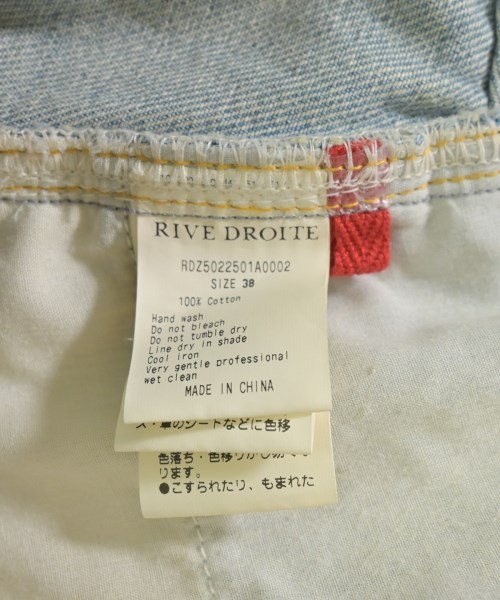 RIVE DROITE
RDZ5022501A0002
SIZE 38
100% Cotton
Hand wash
Do not bleach
Do not tumble dry
Line dry in shade
Cool iron
Very gentle professional
wet clean
MADE IN CHINA
ス・車のシートなどに色移
色落ち・色移りがし易
ります。
●こすられたり、もまれた